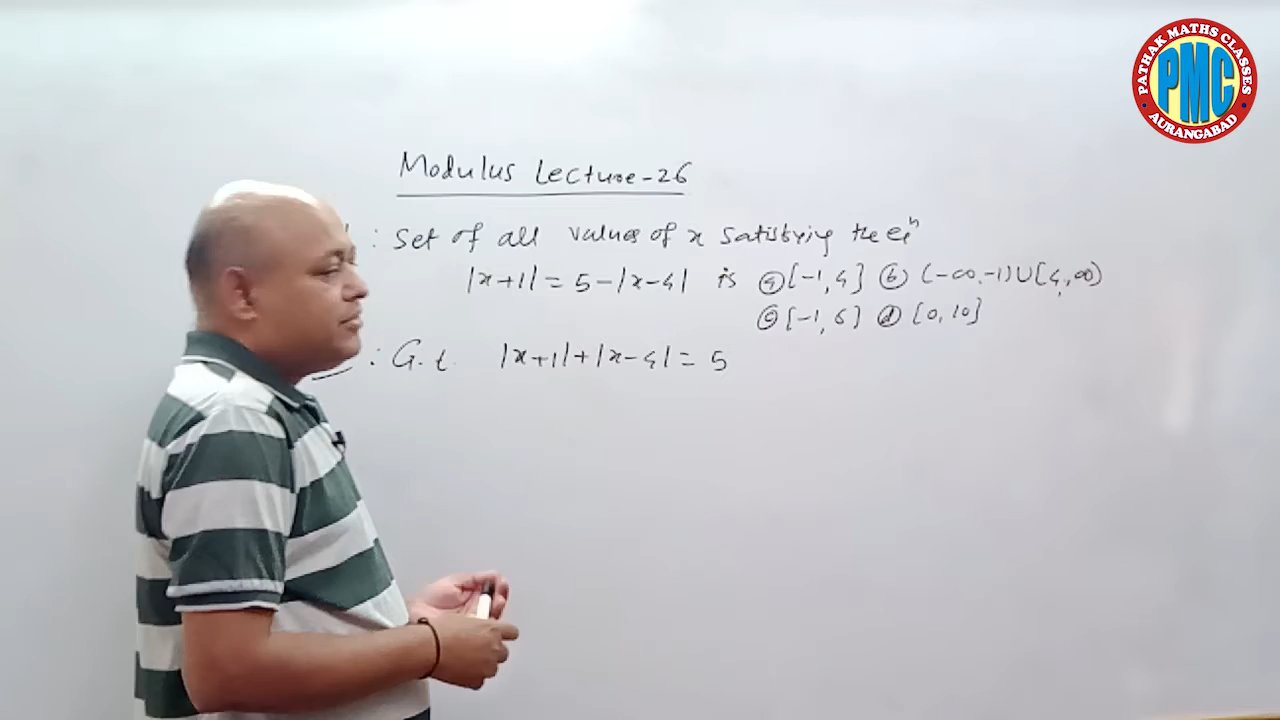 PATHAK MATHS CLASSES
PMC
AURANGABAD
Modulus Lecture-26
: Set of all values of x satisfying the eqⁿ
|x+1| = 5-|x-4| is ⓐ [-1,4] ⓑ (-∞,-1)∪[4,∞)
ⓒ [-1,5] ⓓ [0,10]
: G.t. |x+1|+|x-4| = 5